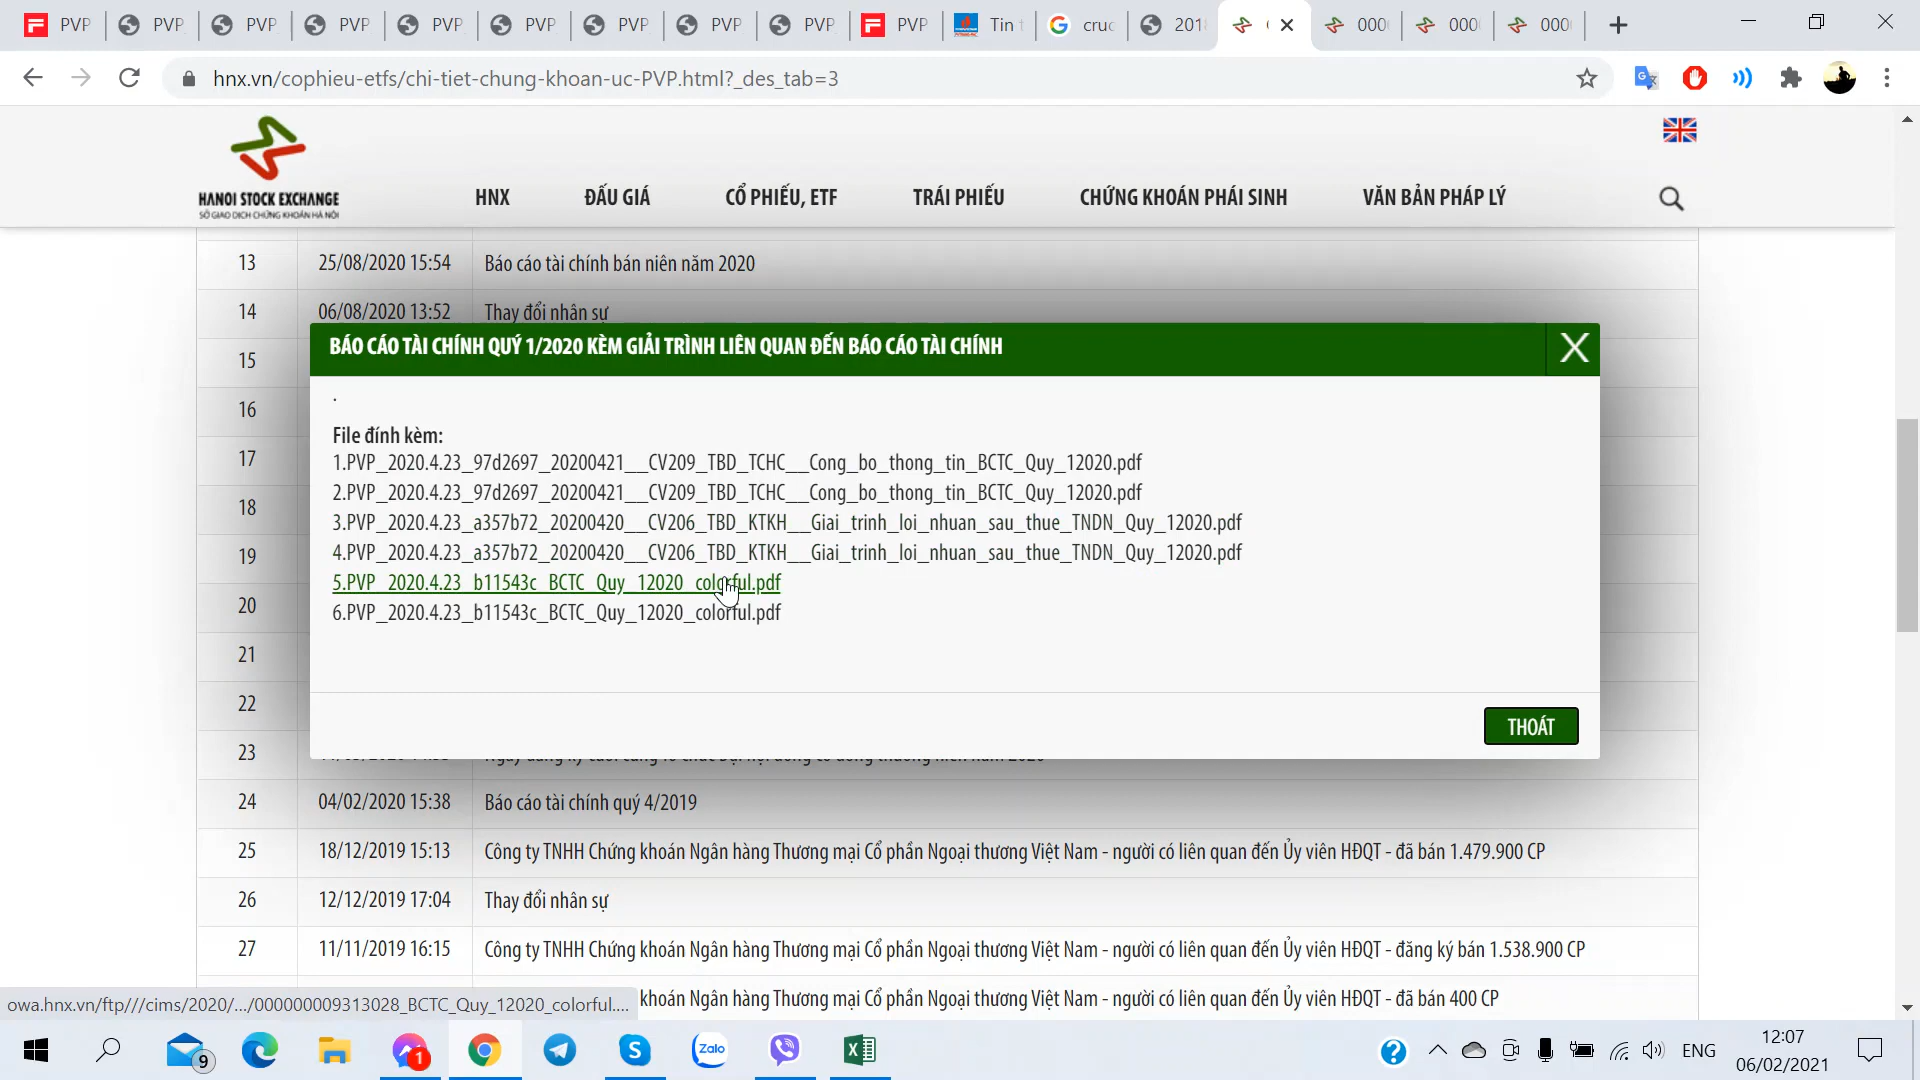 PVP
PVP
PVP
PVP
PVP
PVP
PVP
PVP
PVP
PVP
Tin t
cruc
201
000
000
000
hnx.vn/cophieu-etfs/chi-tiet-chung-khoan-uc-PVP.html?_des_tab=3
HANOI STOCK EXCHANGE
SỞ GIAO DỊCH CHỨNG KHOÁN HÀ NỘI
HNX
ĐẤU GIÁ
CỔ PHIẾU, ETF
TRÁI PHIẾU
CHỨNG KHOÁN PHÁI SINH
VĂN BẢN PHÁP LÝ
13 25/08/2020 15:54 Báo cáo tài chính bán niên năm 2020
14 06/08/2020 13:52 Thay đổi nhân sự
15
16
17
18
19
20
21
22
23
BÁO CÁO TÀI CHÍNH QUÝ 1/2020 KÈM GIẢI TRÌNH LIÊN QUAN ĐẾN BÁO CÁO TÀI CHÍNH
X
.
File đính kèm:
1.PVP_2020.4.23_97d2697_20200421__CV209_TBD_TCHC__Cong_bo_thong_tin_BCTC_Quy_12020.pdf
2.PVP_2020.4.23_97d2697_20200421__CV209_TBD_TCHC__Cong_bo_thong_tin_BCTC_Quy_12020.pdf
3.PVP_2020.4.23_a357b72_20200420__CV206_TBD_KTKH__Giai_trinh_loi_nhuan_sau_thue_TNDN_Quy_12020.pdf
4.PVP_2020.4.23_a357b72_20200420__CV206_TBD_KTKH__Giai_trinh_loi_nhuan_sau_thue_TNDN_Quy_12020.pdf
5.PVP_2020.4.23_b11543c_BCTC_Quy_12020_colorful.pdf
6.PVP_2020.4.23_b11543c_BCTC_Quy_12020_colorful.pdf
THOÁT
24 04/02/2020 15:38 Báo cáo tài chính quý 4/2019
25 18/12/2019 15:13 Công ty TNHH Chứng khoán Ngân hàng Thương mại Cổ phần Ngoại thương Việt Nam - người có liên quan đến Ủy viên HĐQT - đã bán 1.479.900 CP
26 12/12/2019 17:04 Thay đổi nhân sự
27 11/11/2019 16:15 Công ty TNHH Chứng khoán Ngân hàng Thương mại Cổ phần Ngoại thương Việt Nam - người có liên quan đến Ủy viên HĐQT - đăng ký bán 1.538.900 CP
khoán Ngân hàng Thương mại Cổ phần Ngoại thương Việt Nam - người có liên quan đến Ủy viên HĐQT - đã bán 400 CP
owa.hnx.vn/ftp///cims/2020/.../000000009313028_BCTC_Quy_12020_colorful....
9
1
Zalo
ENG
12:07
06/02/2021